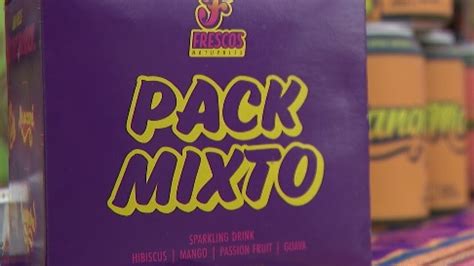 FRESCOS
NATURALES
PACK
MIXTO
SPARKLING DRINK
HIBISCUS | MANGO | PASSION FRUIT | GUAVA